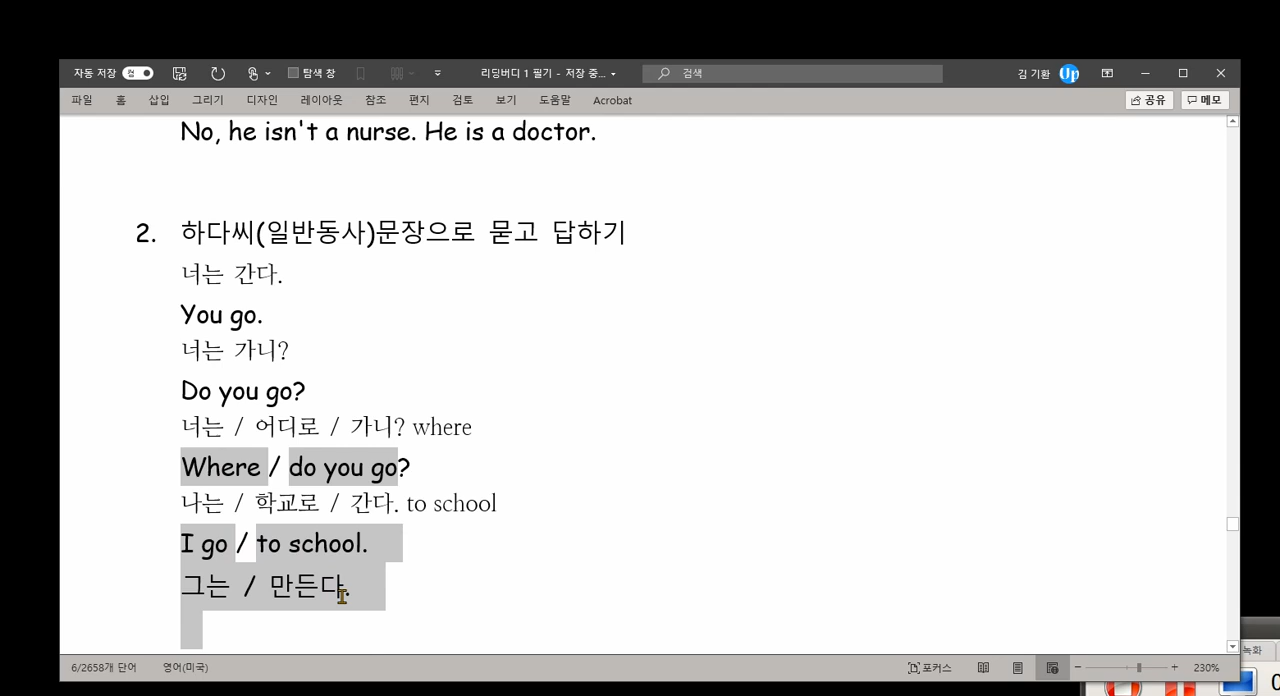 자동 저장 컴 탐색 창 리딩버디 1 필기 - 저장 중... 검색 김 기환 Up
파일 홈 삽입 그리기 디자인 레이아웃 참조 편지 검토 보기 도움말 Acrobat 공유 메모
No, he isn't a nurse. He is a doctor.
2. 하다씨(일반동사)문장으로 묻고 답하기
너는 간다.
You go.
너는 가니?
Do you go?
너는 / 어디로 / 가니? where
Where / do you go?
나는 / 학교로 / 간다. to school
I go / to school.
그는 / 만든다.
녹화
6/2658개 단어 영어(미국) 포커스 230%